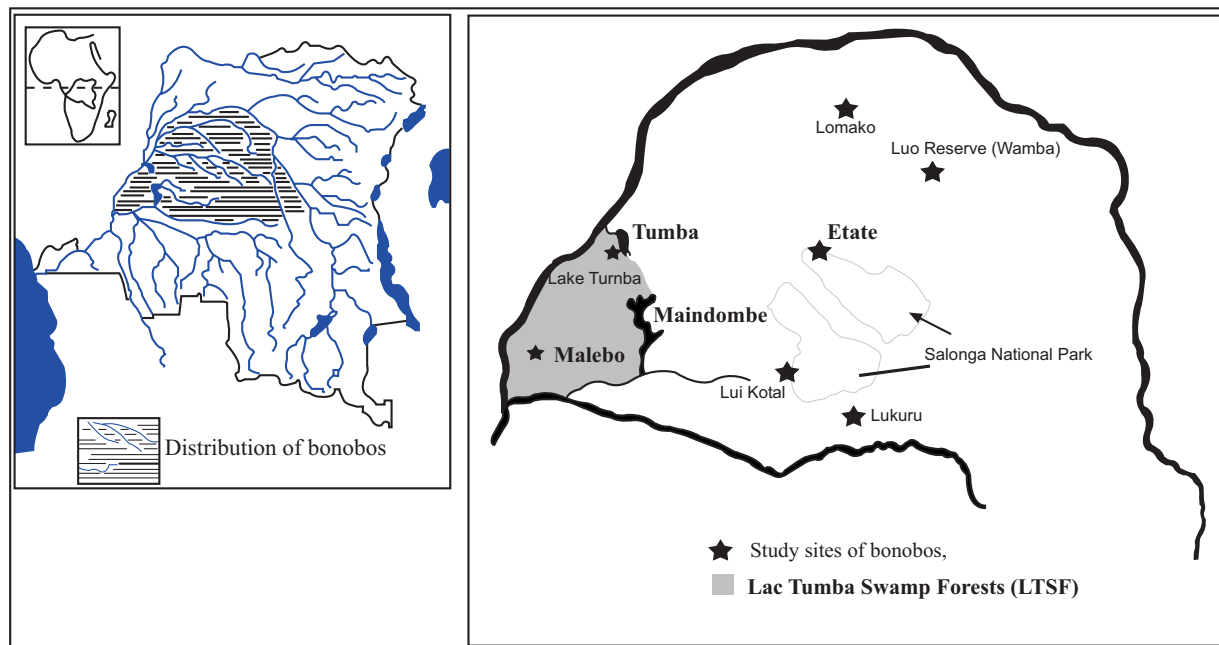 Distribution of bonobos
Lomako
Luo Reserve (Wamba)
Tumba
Etate
Lake Turnba
Maindombe
Malebo
Salonga National Park
Lui Kotal
Lukuru
Study sites of bonobos,
Lac Tumba Swamp Forests (LTSF)